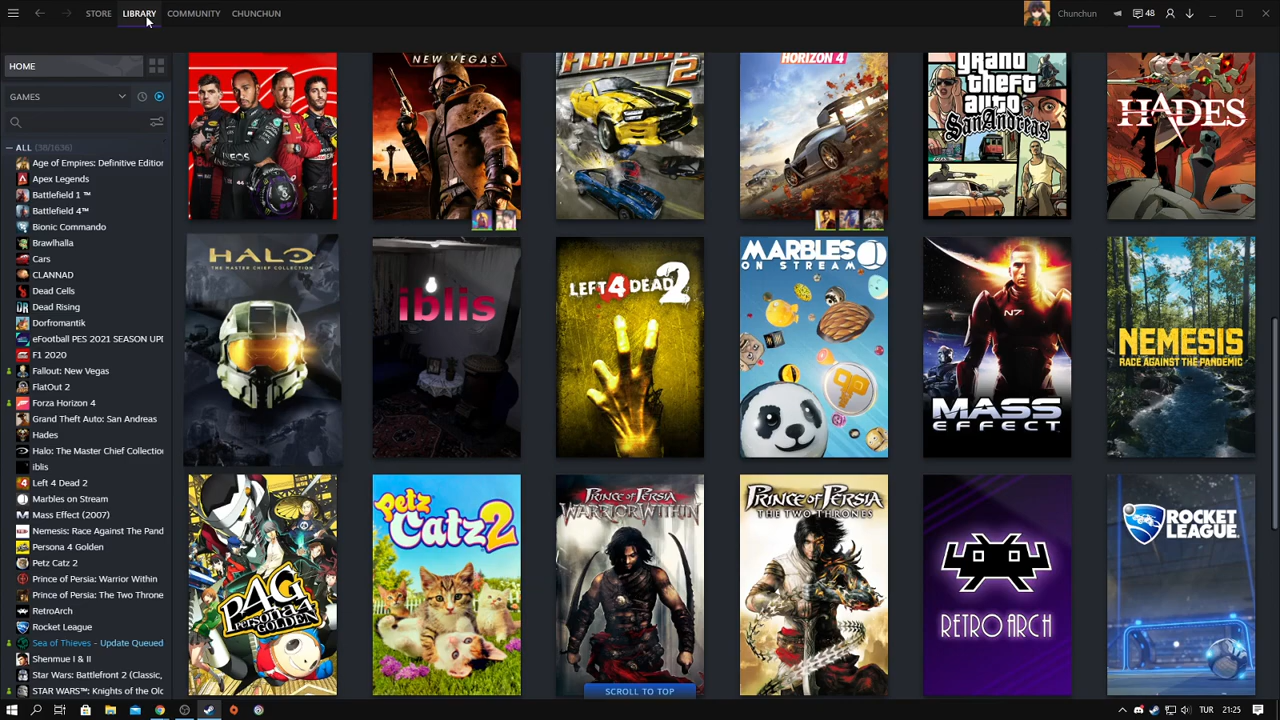 STORE LIBRARY COMMUNITY CHUNCHUN Chunchun 48
HOME
GAMES
ALL (38/1636)
Age of Empires: Definitive Edition
Apex Legends
Battlefield 1 ™
Battlefield 4™
Bionic Commando
Brawlhalla
Cars
CLANNAD
Dead Cells
Dead Rising
Dorfromantik
eFootball PES 2021 SEASON UPD
F1 2020
Fallout: New Vegas
FlatOut 2
Forza Horizon 4
Grand Theft Auto: San Andreas
Hades
Halo: The Master Chief Collectio
iblis
Left 4 Dead 2
Marbles on Stream
Mass Effect (2007)
Nemesis: Race Against The Pand
Persona 4 Golden
Petz Catz 2
Prince of Persia: Warrior Within
Prince of Persia: The Two Throne
RetroArch
Rocket League
Sea of Thieves - Update Queued
Shenmue I & II
Star Wars: Battlefront 2 (Classic,
STAR WARS™: Knights of the Old
INEOS
44
NEW VEGAS
FLATOUT
2
HORIZON 4
grand
theft
auto
San Andreas
HADES
HALO
THE MASTER CHIEF COLLECTION
iblis
LEFT 4 DEAD 2
MARBLES
ON STREAM
N7
MASS
EFFECT
NEMESIS
RACE AGAINST THE PANDEMIC
P4G
PERSONA 4
GOLDEN
Petz
Catz 2
PRINCE OF PERSIA
WARRIOR WITHIN
PRINCE OF PERSIA
THE TWO THRONES
RETRO ARCH
ROCKET
LEAGUE
SCROLL TO TOP
TUR 21:25